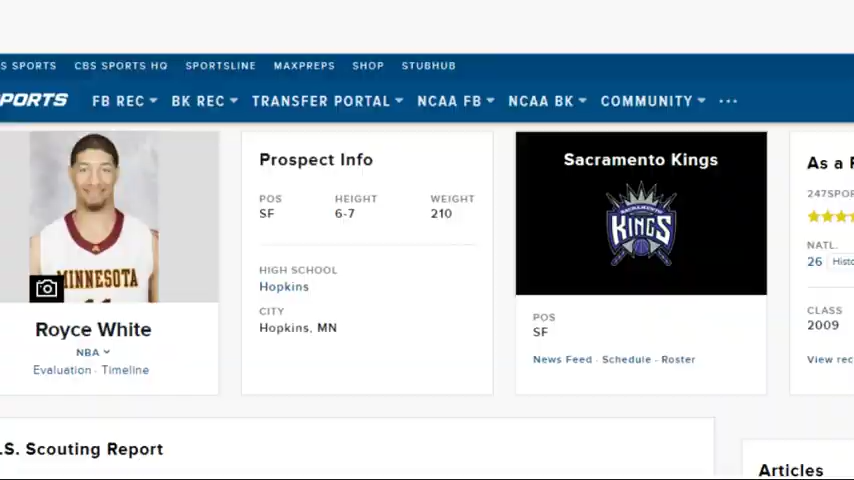 S SPORTS CBS SPORTS HQ SPORTSLINE MAXPREPS SHOP STUBHUB
PORTS FB REC BK REC TRANSFER PORTAL NCAA FB NCAA BK COMMUNITY ...
MINNESOTA
Royce White
NBA
Evaluation · Timeline
Prospect Info
POS HEIGHT WEIGHT
SF 6-7 210
HIGH SCHOOL
Hopkins
CITY
Hopkins, MN
Sacramento Kings
SACRAMENTO
KINGS
POS
SF
News Feed · Schedule · Roster
As a
247SPOR
NATL.
26 Histo
CLASS
2009
View rec
.S. Scouting Report
Articles